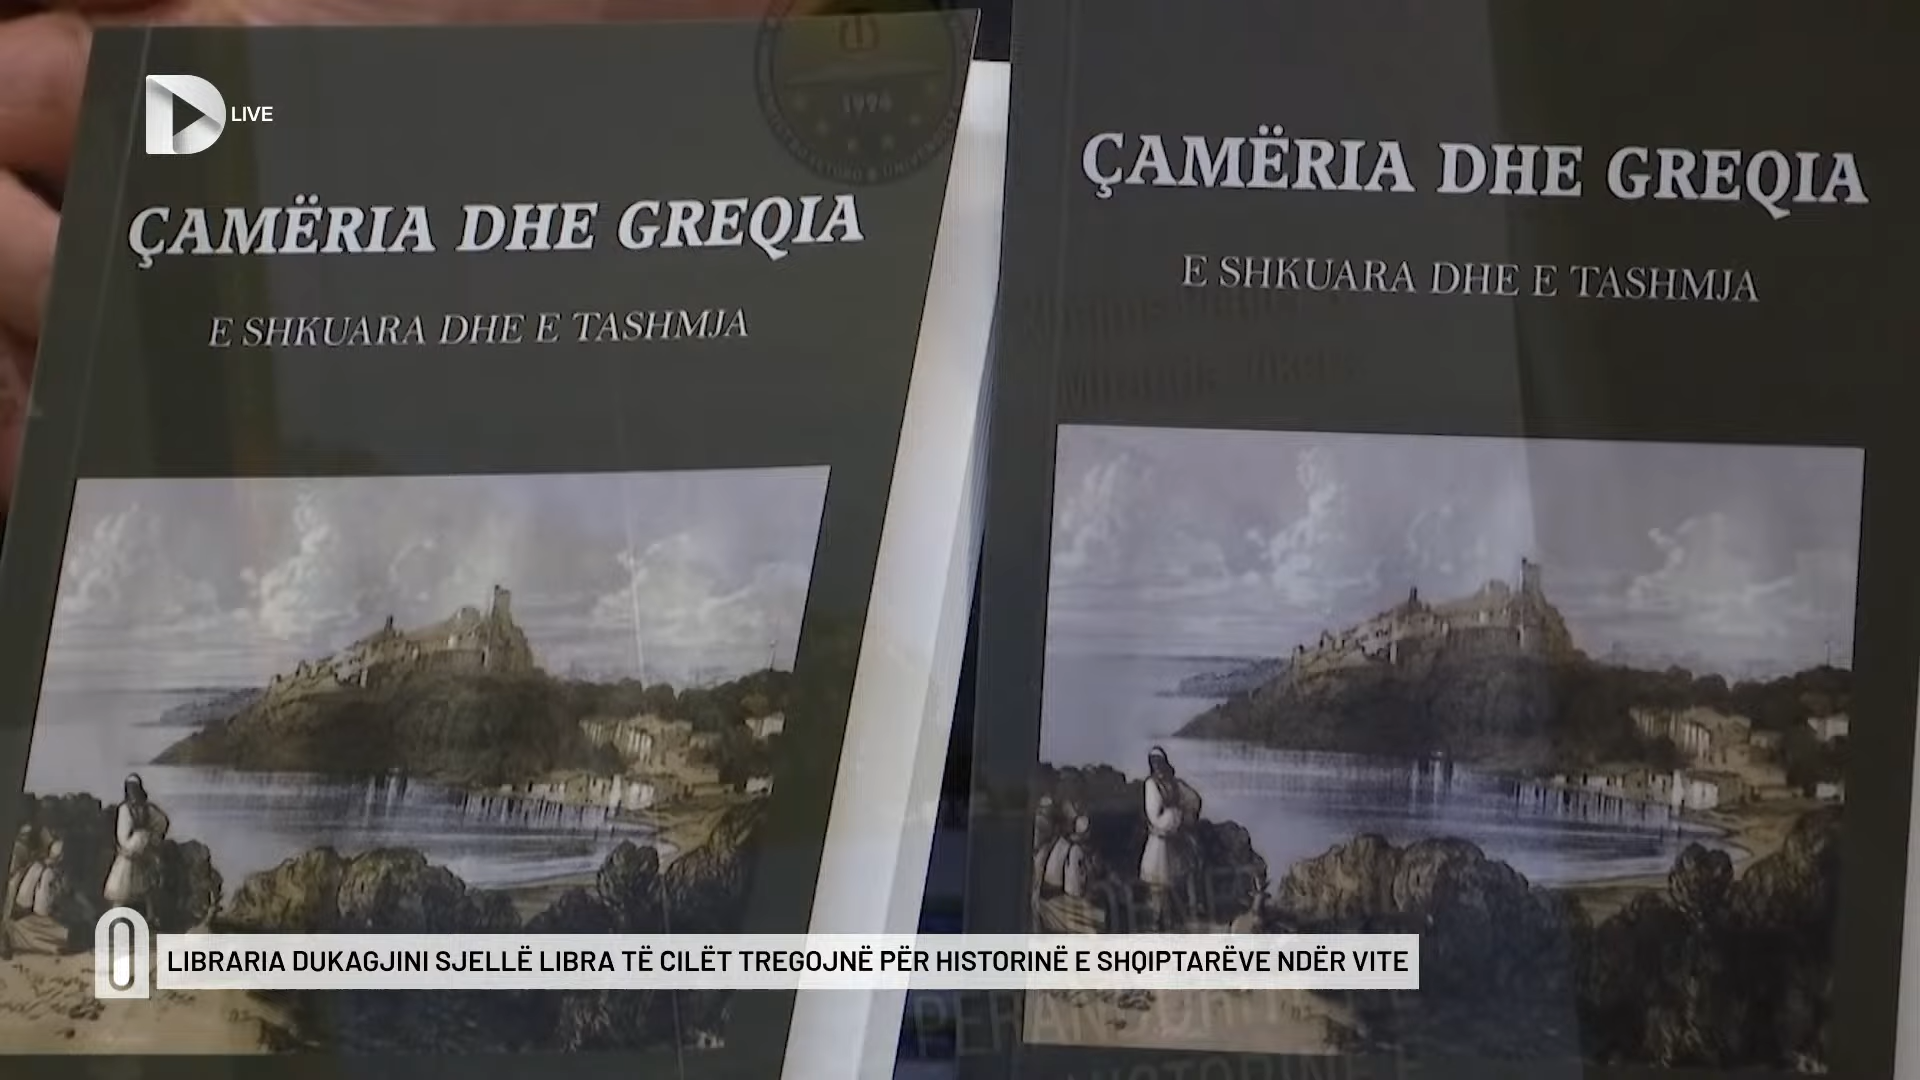 LIVE
1994
ÇAMËRIA DHE GREQIA
E SHKUARA DHE E TASHMJA
ÇAMËRIA DHE GREQIA
E SHKUARA DHE E TASHMJA
LIBRARIA DUKAGJINI SJELLË LIBRA TË CILËT TREGOJNË PËR HISTORINË E SHQIPTARËVE NDËR VITE